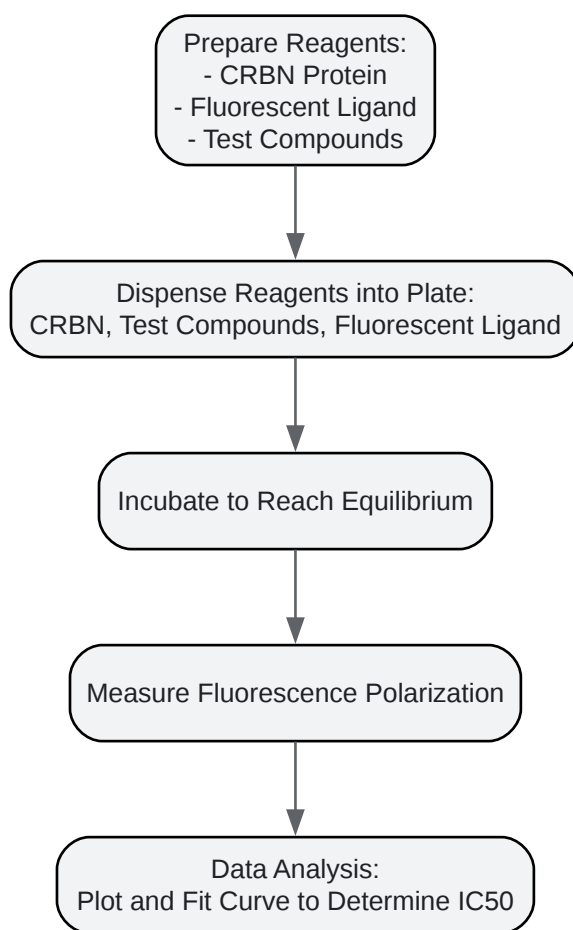 Prepare Reagents:
- CRBN Protein
- Fluorescent Ligand
- Test Compounds
Dispense Reagents into Plate:
CRBN, Test Compounds, Fluorescent Ligand
Incubate to Reach Equilibrium
Measure Fluorescence Polarization
Data Analysis:
Plot and Fit Curve to Determine IC50